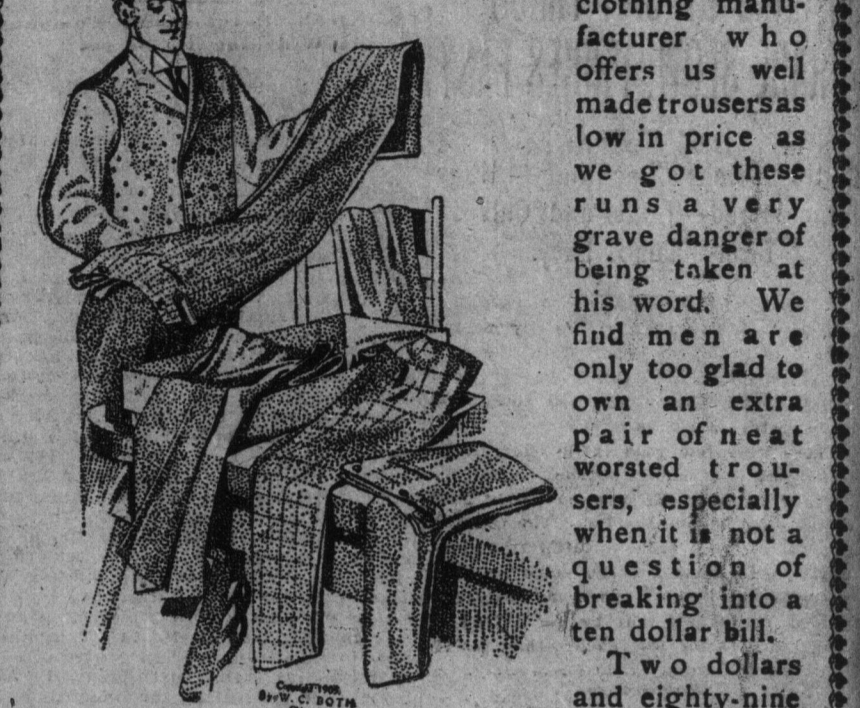 clothing manu-
facturer who
offers us well
made trousers as
low in price as
we got these
runs a very
grave danger of
being taken at
his word. We
find men are
only too glad to
own an extra
pair of neat
worsted trou-
sers, especially
when it is not a
question of
breaking into a
ten dollar bill.
Two dollars
and eighty-nine
By W. C. BOTH